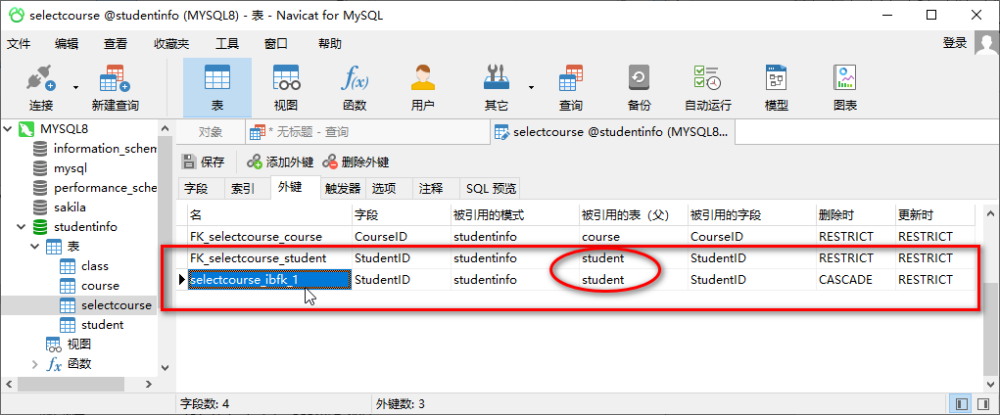 selectcourse @studentinfo (MYSQL8) - 表 - Navicat for MySQL
文件 编辑 查看 收藏夹 工具 窗口 帮助 登录
连接 新建查询 表 视图 函数 用户 其它 查询 备份 自动运行 模型 图表
MYSQL8
information_schem
mysql
performance_sche
sakila
studentinfo
表
class
course
selectcourse
student
视图
函数
对象 * 无标题 - 查询 selectcourse @studentinfo (MYSQL8...
保存 添加外键 删除外键
字段 索引 外键 触发器 选项 注释 SQL 预览
名 字段 被引用的模式 被引用的表（父） 被引用的字段 删除时 更新时
FK_selectcourse_course CourseID studentinfo course CourseID RESTRICT RESTRICT
FK_selectcourse_student StudentID studentinfo student StudentID RESTRICT RESTRICT
selectcourse_ibfk_1 StudentID studentinfo student StudentID CASCADE RESTRICT
字段数: 4 外键数: 3